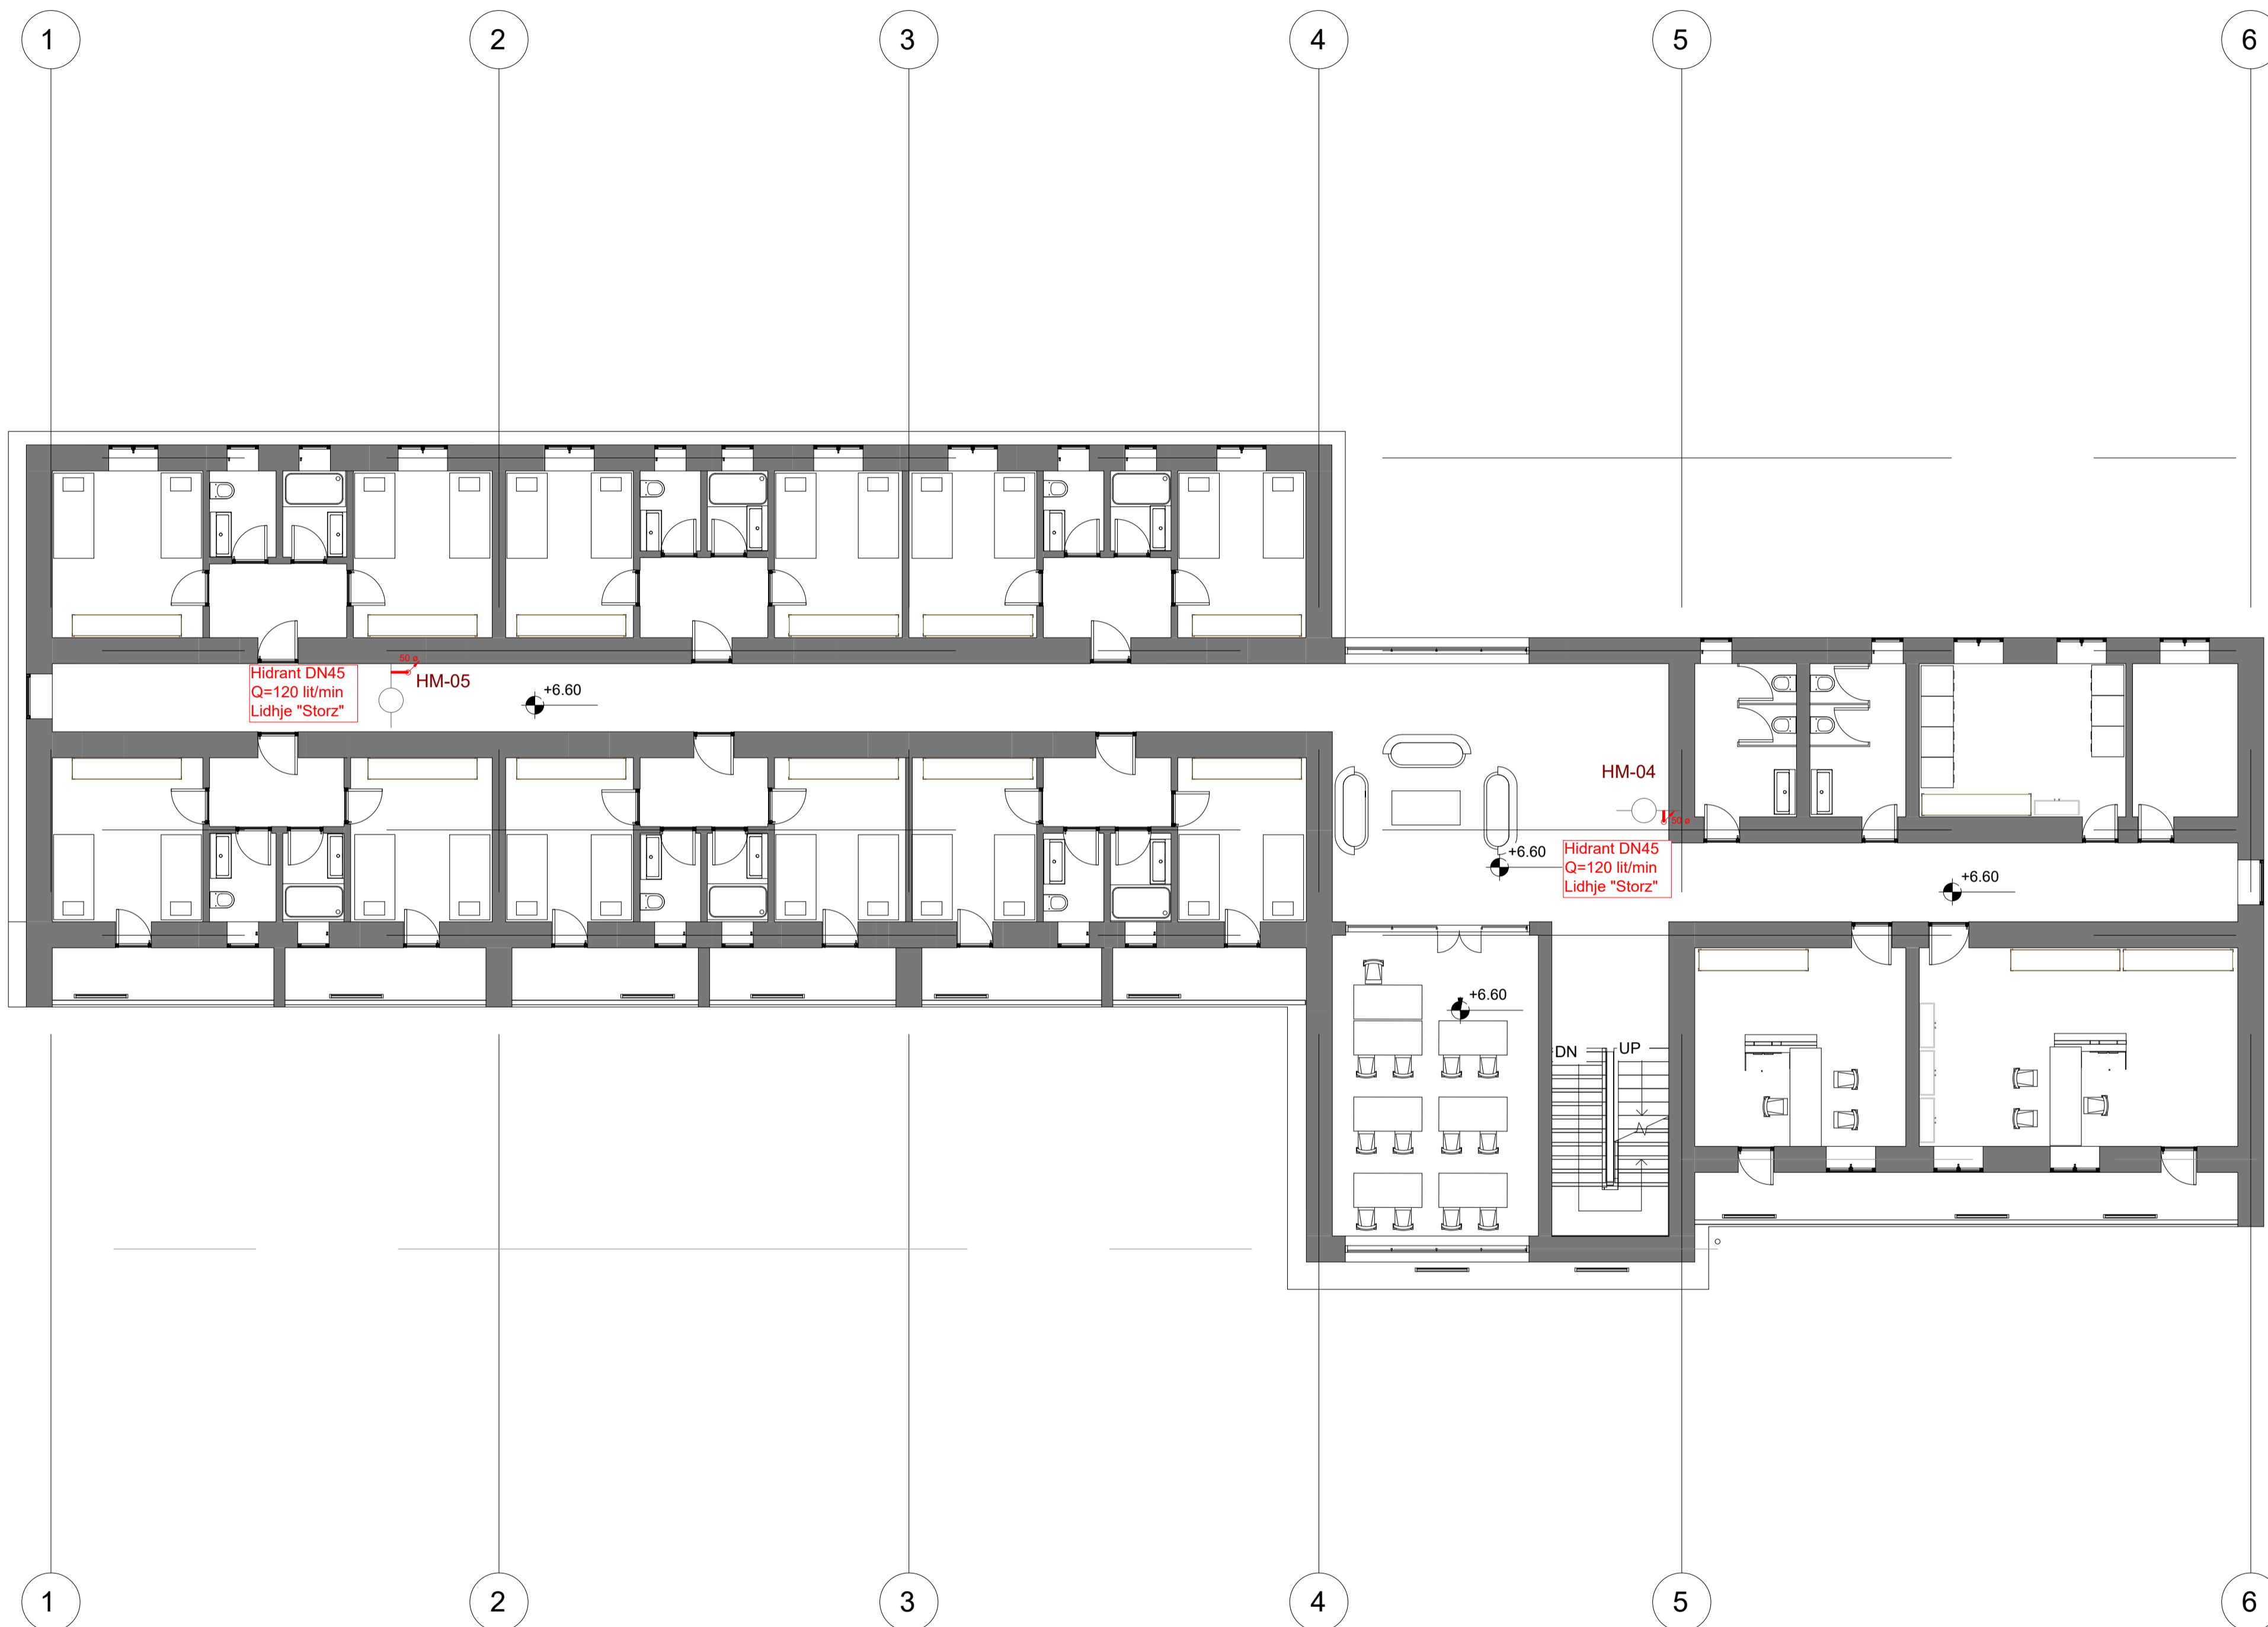 1 2 3 4 5 6
50 ø
Hidrant DN45
Q=120 lit/min
Lidhje "Storz"
HM-05
+6.60
HM-04
50 ø
+6.60
Hidrant DN45
Q=120 lit/min
Lidhje "Storz"
+6.60
+6.60
DN UP
1 2 3 4 5 6